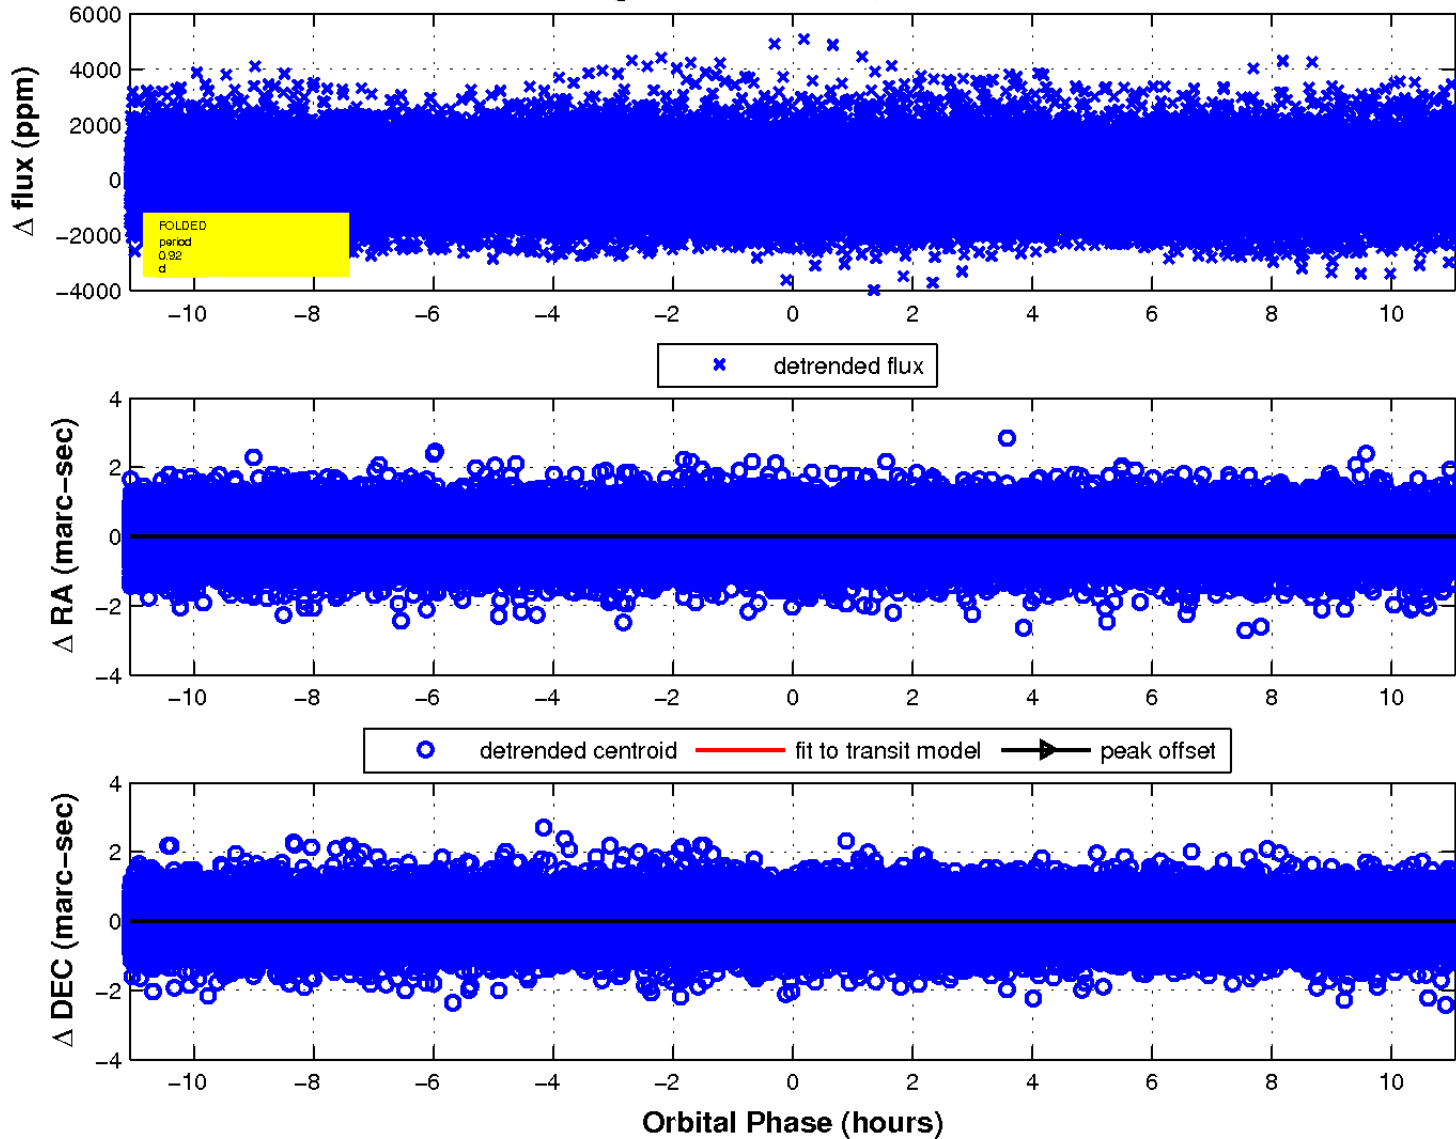 6000
4000
2000
0
−2000
−4000
Δ flux (ppm)
FOLDED
period
0.92
d
−10 −8 −6 −4 −2 0 2 4 6 8 10
detrended flux
4
2
0
−2
−4
Δ RA (marc−sec)
−10 −8 −6 −4 −2 0 2 4 6 8 10
detrended centroid fit to transit model peak offset
4
2
0
−2
−4
Δ DEC (marc−sec)
−10 −8 −6 −4 −2 0 2 4 6 8 10
Orbital Phase (hours)